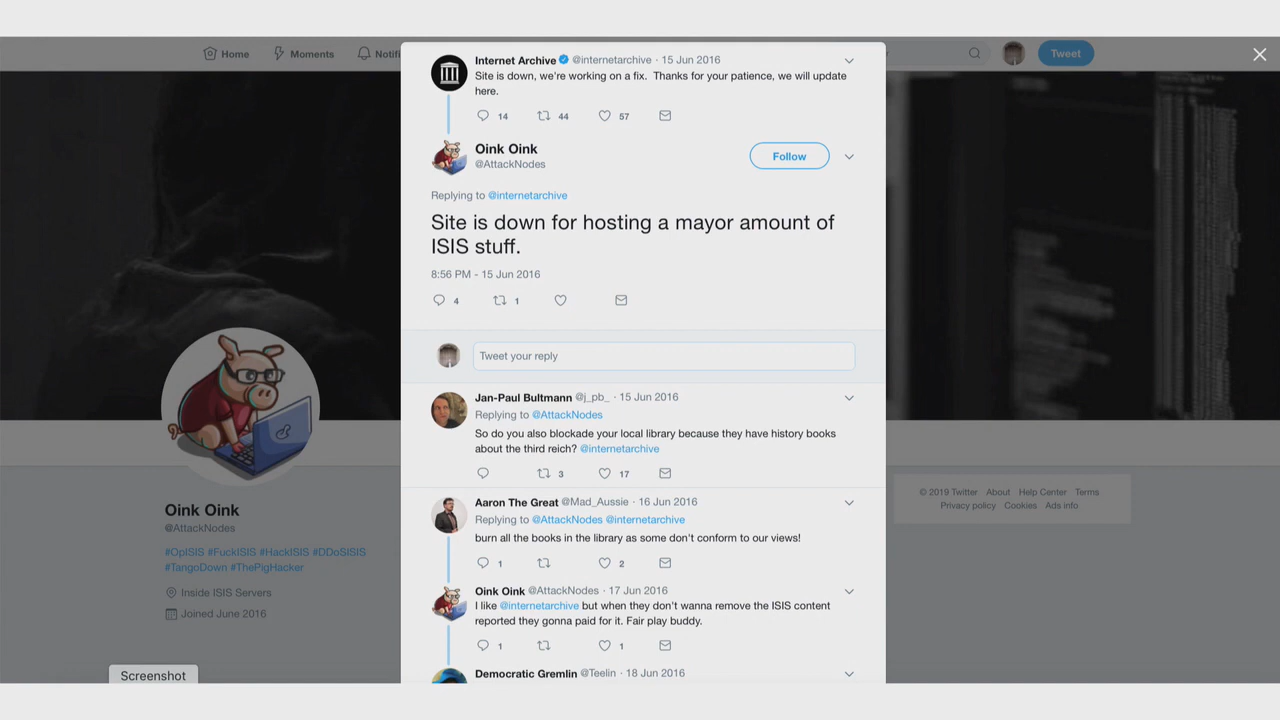 Home Moments Notifi Tweet
Internet Archive @internetarchive · 15 Jun 2016
Site is down, we're working on a fix. Thanks for your patience, we will update
here.
14 44 57
Oink Oink
@AttackNodes
Follow
Replying to @internetarchive
Site is down for hosting a mayor amount of
ISIS stuff.
8:56 PM - 15 Jun 2016
4 1
Tweet your reply
Jan-Paul Bultmann @j_pb_ · 15 Jun 2016
Replying to @AttackNodes
So do you also blockade your local library because they have history books
about the third reich? @internetarchive
3 17
Aaron The Great @Mad_Aussie · 16 Jun 2016
Replying to @AttackNodes @internetarchive
burn all the books in the library as some don't conform to our views!
1 2
Oink Oink @AttackNodes · 17 Jun 2016
I like @internetarchive but when they don't wanna remove the ISIS content
reported they gonna paid for it. Fair play buddy.
1 1
Democratic Gremlin @Teelin · 18 Jun 2016
Oink Oink
@AttackNodes
#OpISIS #FuckISIS #HackISIS #DDoSISIS
#TangoDown #ThePigHacker
Inside ISIS Servers
Joined June 2016
© 2019 Twitter About Help Center Terms
Privacy policy Cookies Ads info
Screenshot